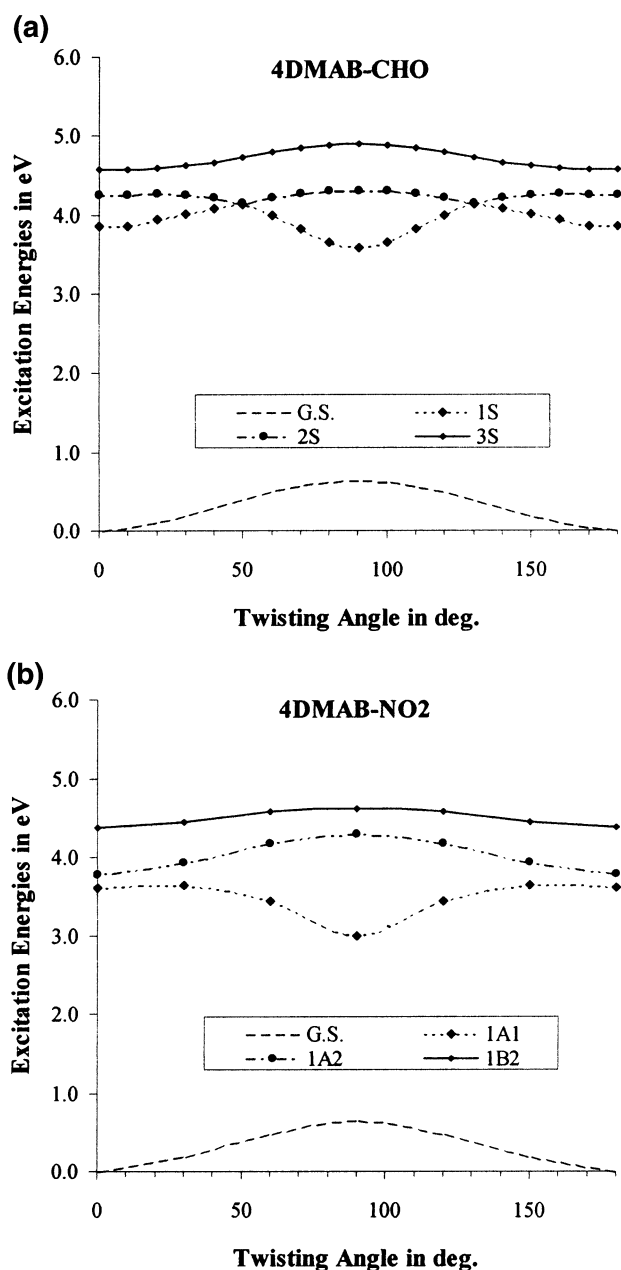 (a)
4DMAB-CHO
Excitation Energies in eV
6.0
5.0
4.0
3.0
2.0
1.0
0.0
G.S. 1S
2S 3S
0 50 100 150
Twisting Angle in deg.
(b)
4DMAB-NO2
Excitation Energies in eV
6.0
5.0
4.0
3.0
2.0
1.0
0.0
G.S. 1A1
1A2 1B2
0 50 100 150
Twisting Angle in deg.